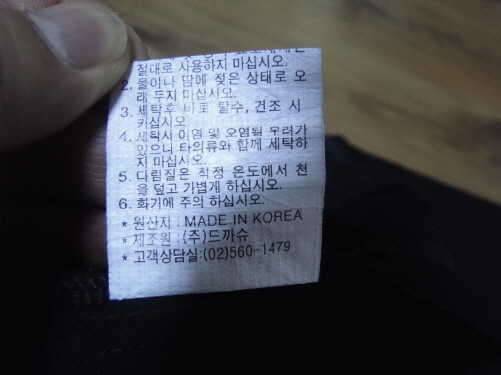 절대로 사용하지 마십시오.
2. 물이나 땀에 젖은 상태로 오
래 두지 마십시오.
3. 세탁후 바로 탈수, 건조 시
키십시오
4. 세탁시 이염 및 오염될 우려가
있으니 타의류와 함께 세탁하
지 마십시오.
5. 다림질은 적정 온도에서 천
을 덮고 가볍게 하십시오.
6. 화기에 주의 하십시오.
* 원산지 : MADE IN KOREA
* 제조원 : (주)드까슈
* 고객상담실:(02)560-1479